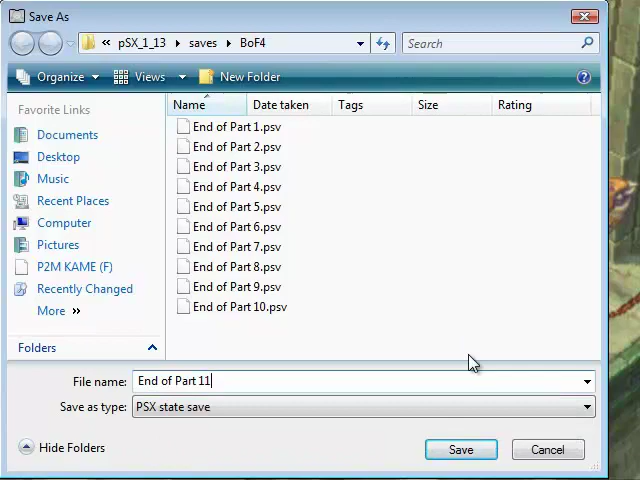 Save As
« pSX_1_13 saves BoF4
Search
Organize Views New Folder
Favorite Links
Documents
Desktop
Music
Recent Places
Computer
Pictures
P2M KAME (F)
Recently Changed
More »
Folders
Name Date taken Tags Size Rating
End of Part 1.psv
End of Part 2.psv
End of Part 3.psv
End of Part 4.psv
End of Part 5.psv
End of Part 6.psv
End of Part 7.psv
End of Part 8.psv
End of Part 9.psv
End of Part 10.psv
File name: End of Part 11
Save as type: PSX state save
Hide Folders
Save Cancel